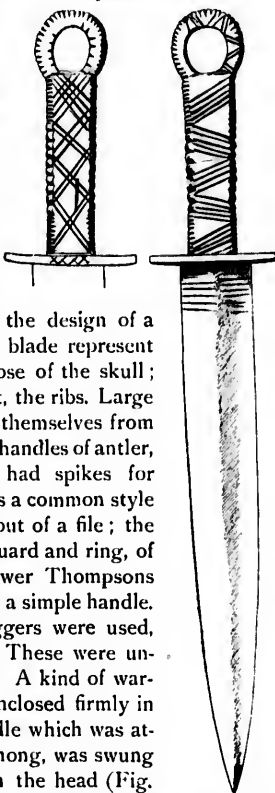 the design of a
blade represent
ose of the skull ;
t, the ribs. Large
themselves from
handles of antler,
had spikes for
s a common style
out of a file ; the
uard and ring, of
wer Thompsons
a simple handle.
ggers were used,
These were un-
A kind of war-
nclosed firmly in
dle which was at-
nong, was swung
n the head (Fig.